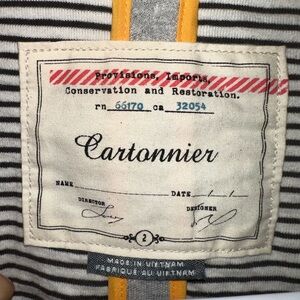 Provisions, Imports,
Conservation and Restoration.
rn 66170 ca 32054
Cartonnier
NAME DATE / /
DIRECTOR DESIGNER
2
MADE IN VIETNAM
FABRIQUÉ AU VIETNAM